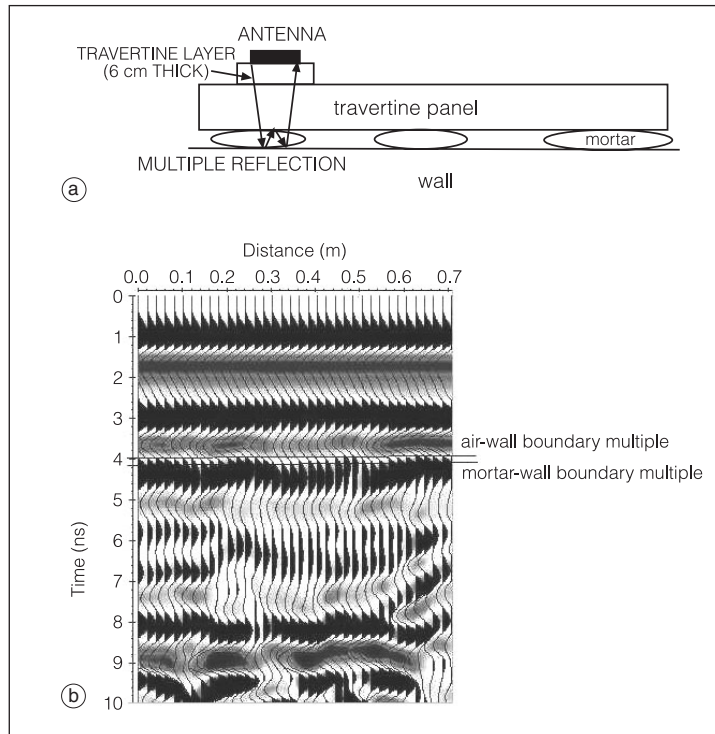 ANTENNA
TRAVERTINE LAYER
(6 cm THICK)
travertine panel
mortar
MULTIPLE REFLECTION
wall
a
Distance (m)
0.0 0.1 0.2 0.3 0.4 0.5 0.6 0.7
0
1
2
3
air-wall boundary multiple
4
mortar-wall boundary multiple
5
6
Time (ns)
7
8
9
b
10